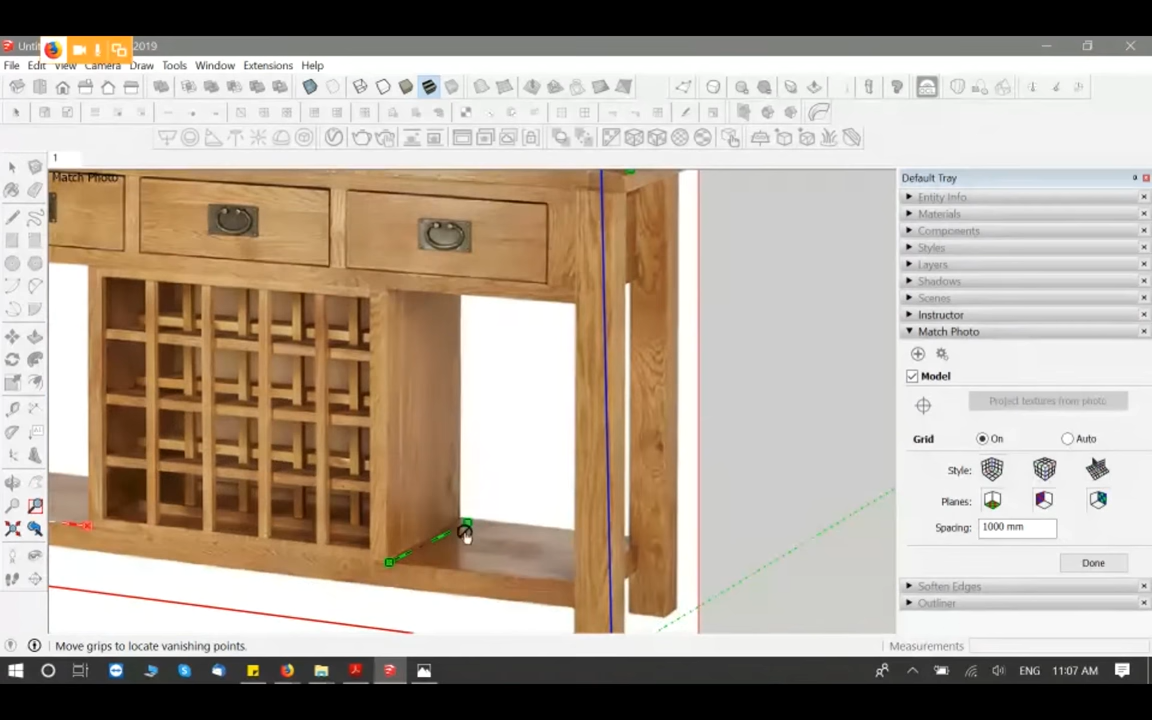 Untit 2019
File Edit View Camera Draw Tools Window Extensions Help
1
Match Photo
Default Tray
Entity Info
Materials
Components
Styles
Layers
Shadows
Scenes
Instructor
Match Photo
Model
Project textures from photo
Grid On Auto
Style:
Planes:
Spacing: 1000 mm
Done
Soften Edges
Outliner
Move grips to locate vanishing points.
Measurements
ENG 11:07 AM